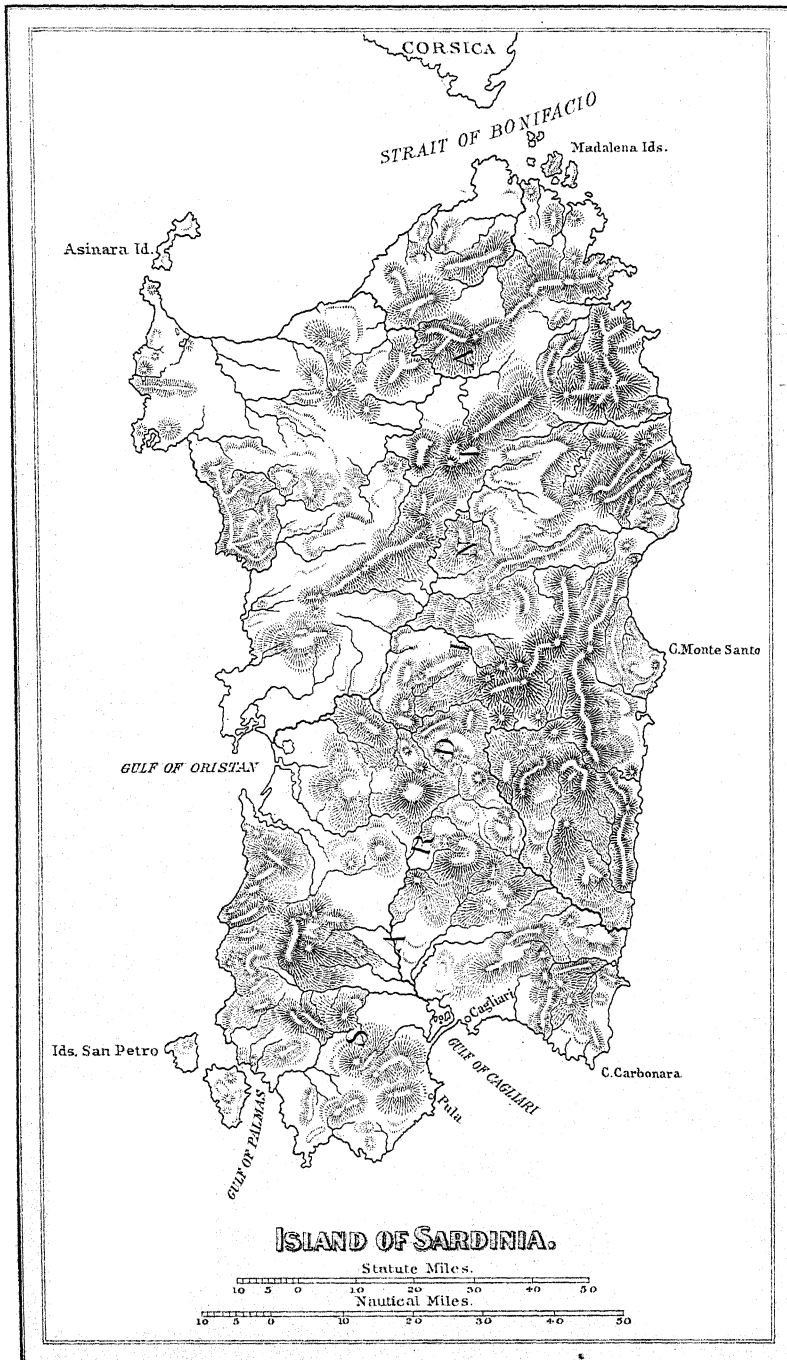 CORSICA
STRAIT OF BONIFACIO
Madalena Ids.
Asinara Id.
SARDINIA
C.Monte Santo
GULF OF ORISTAN
Cagliari
Ids. San Petro
GULF OF CAGLIARI
C.Carbonara
Pula
GULF OF PALMAS
ISLAND OF SARDINIA.
Statute Miles.
10 5 0 10 20 30 40 50
Nautical Miles.
10 5 0 10 20 30 40 50